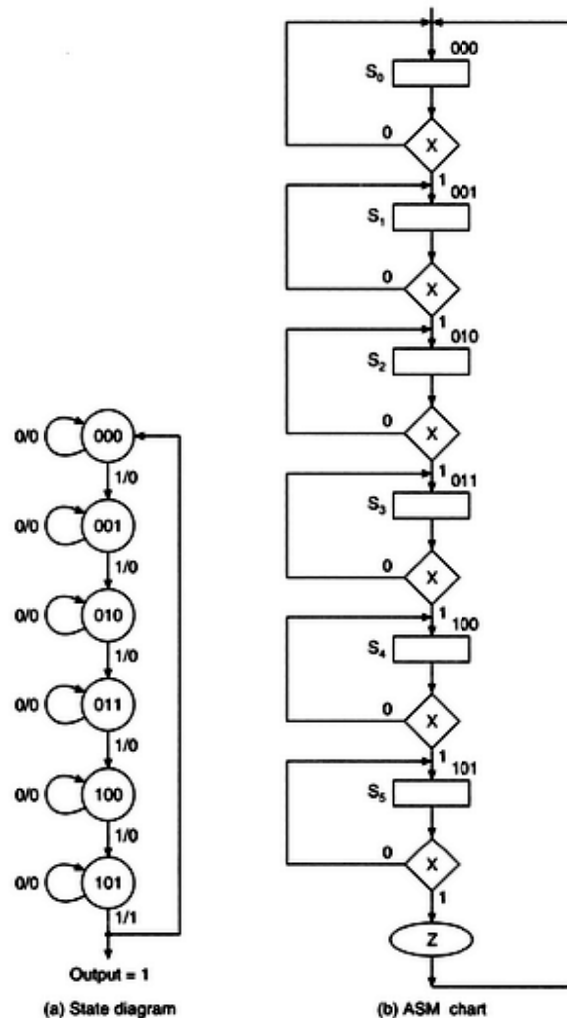 000
S0
0
X
1
001
S1
0
X
1
010
S2
0
X
1
011
S3
0
X
1
100
S4
0
X
1
101
S5
0
X
1
Z
0/0
000
1/0
0/0
001
1/0
0/0
010
1/0
0/0
011
1/0
0/0
100
1/0
0/0
101
1/1
Output = 1
(a) State diagram
(b) ASM chart